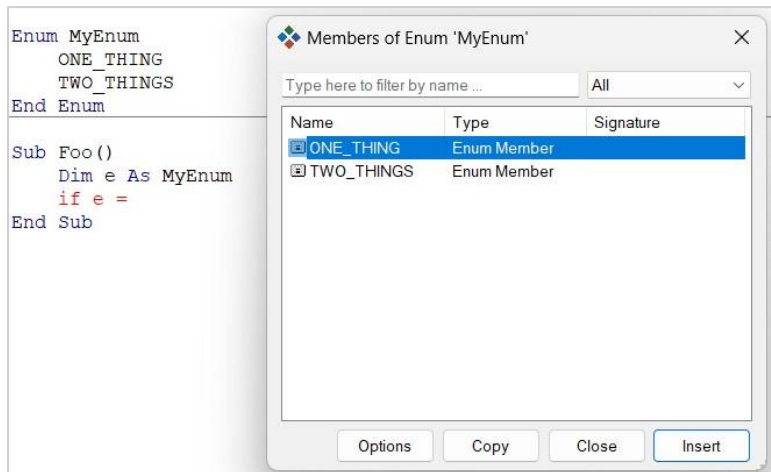 Enum MyEnum
ONE_THING
TWO_THINGS
End Enum
Sub Foo()
Dim e As MyEnum
if e =
End Sub
Members of Enum 'MyEnum'
Type here to filter by name ...
All
Name Type Signature
ONE_THING Enum Member
TWO_THINGS Enum Member
Options Copy Close Insert